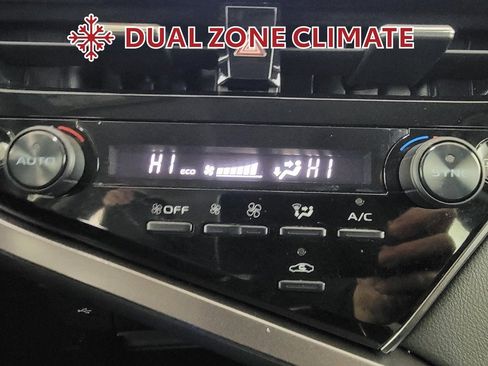 DUAL ZONE CLIMATE
AUTO
HI ECO HI
SYNC
OFF
A/C